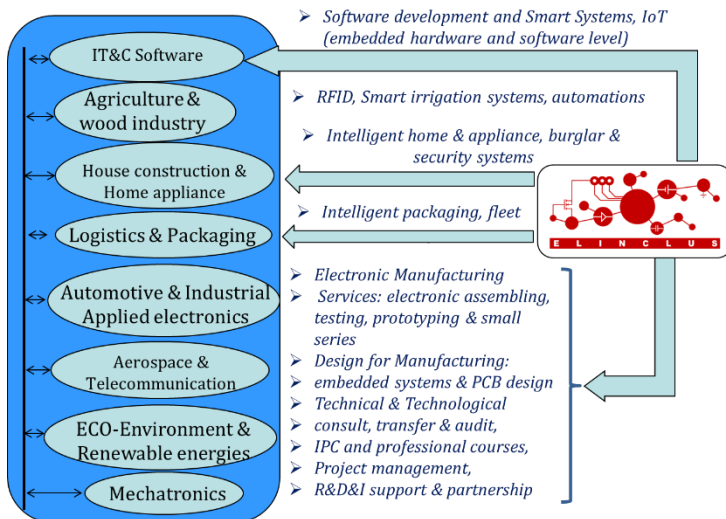 Software development and Smart Systems, IoT
(embedded hardware and software level)
IT&C Software
Agriculture &
wood industry
RFID, Smart irrigation systems, automations
Intelligent home & appliance, burglar &
security systems
House construction &
Home appliance
Intelligent packaging, fleet
Logistics & Packaging
ELINCLUS
Automotive & Industrial
Applied electronics
Aerospace &
Telecommunication
ECO-Environment &
Renewable energies
Mechatronics
Electronic Manufacturing
Services: electronic assembling,
testing, prototyping & small
series
Design for Manufacturing:
embedded systems & PCB design
Technical & Technological
consult, transfer & audit,
IPC and professional courses,
Project management,
R&D&I support & partnership